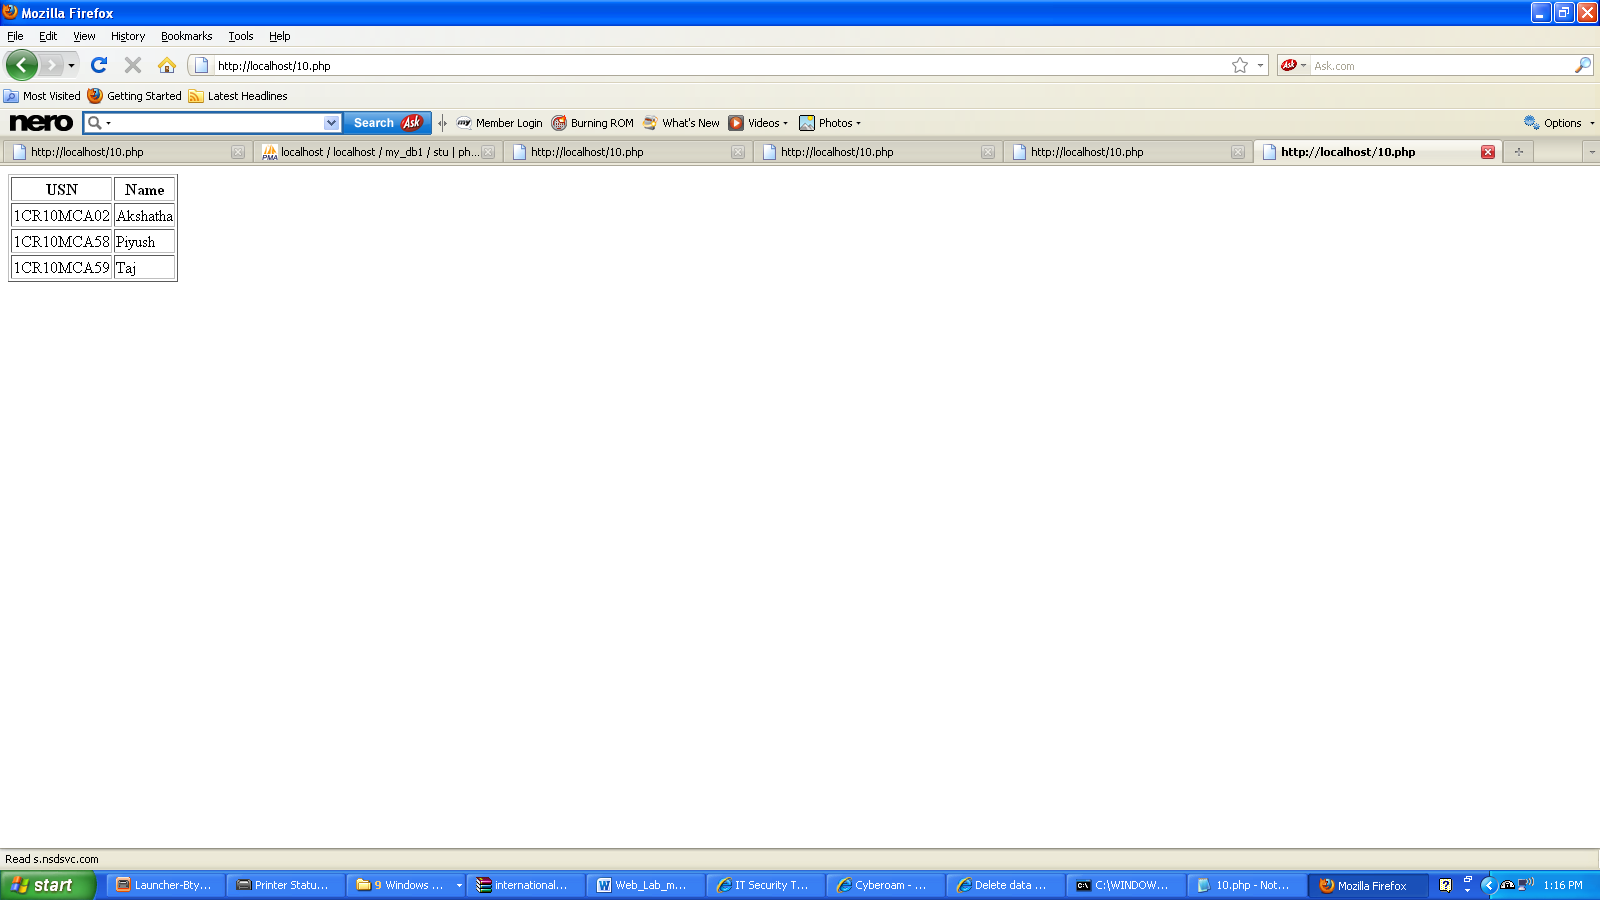 Mozilla Firefox
File Edit View History Bookmarks Tools Help
http://localhost/10.php
Ask Ask.com
Most Visited Getting Started Latest Headlines
nero Search Ask my Member Login Burning ROM What's New Videos Photos Options
http://localhost/10.php PMA localhost / localhost / my_db1 / stu | ph... http://localhost/10.php http://localhost/10.php http://localhost/10.php http://localhost/10.php
USN Name
1CR10MCA02 Akshatha
1CR10MCA58 Piyush
1CR10MCA59 Taj
Read s.nsdsvc.com
start Launcher-Bty... Printer Statu... 9 Windows ... international... Web_Lab_m... IT Security T... Cyberoam - ... Delete data ... C:\WINDOW... 10.php - Not... Mozilla Firefox 1:16 PM